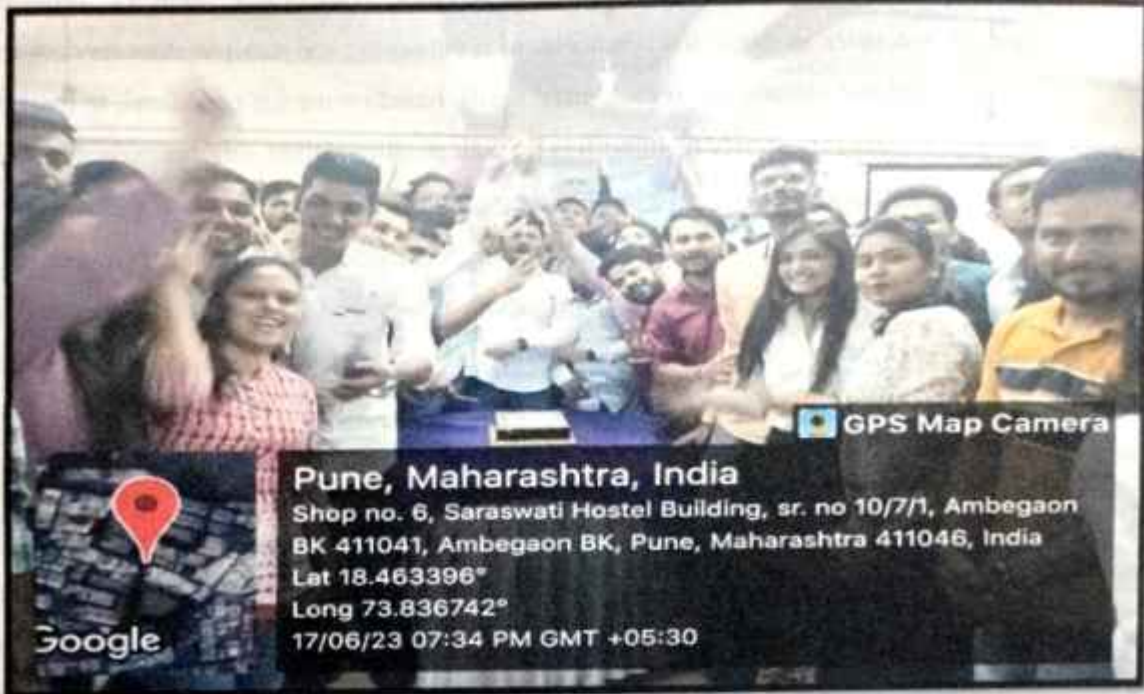 GPS Map Camera
Pune, Maharashtra, India
Shop no. 6, Saraswati Hostel Building, sr. no 10/7/1, Ambegaon
BK 411041, Ambegaon BK, Pune, Maharashtra 411046, India
Lat 18.463396°
Long 73.836742°
17/06/23 07:34 PM GMT +05:30
Google